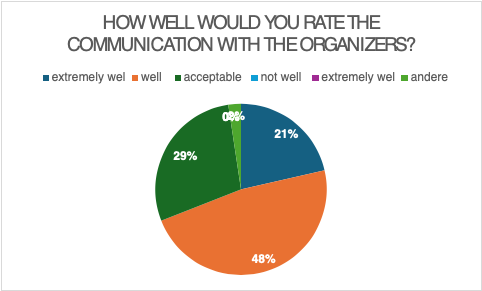 HOW WELL WOULD YOU RATE THE
COMMUNICATION WITH THE ORGANIZERS?
extremely wel well acceptable not well extremely wel andere
21%
48%
29%
0%